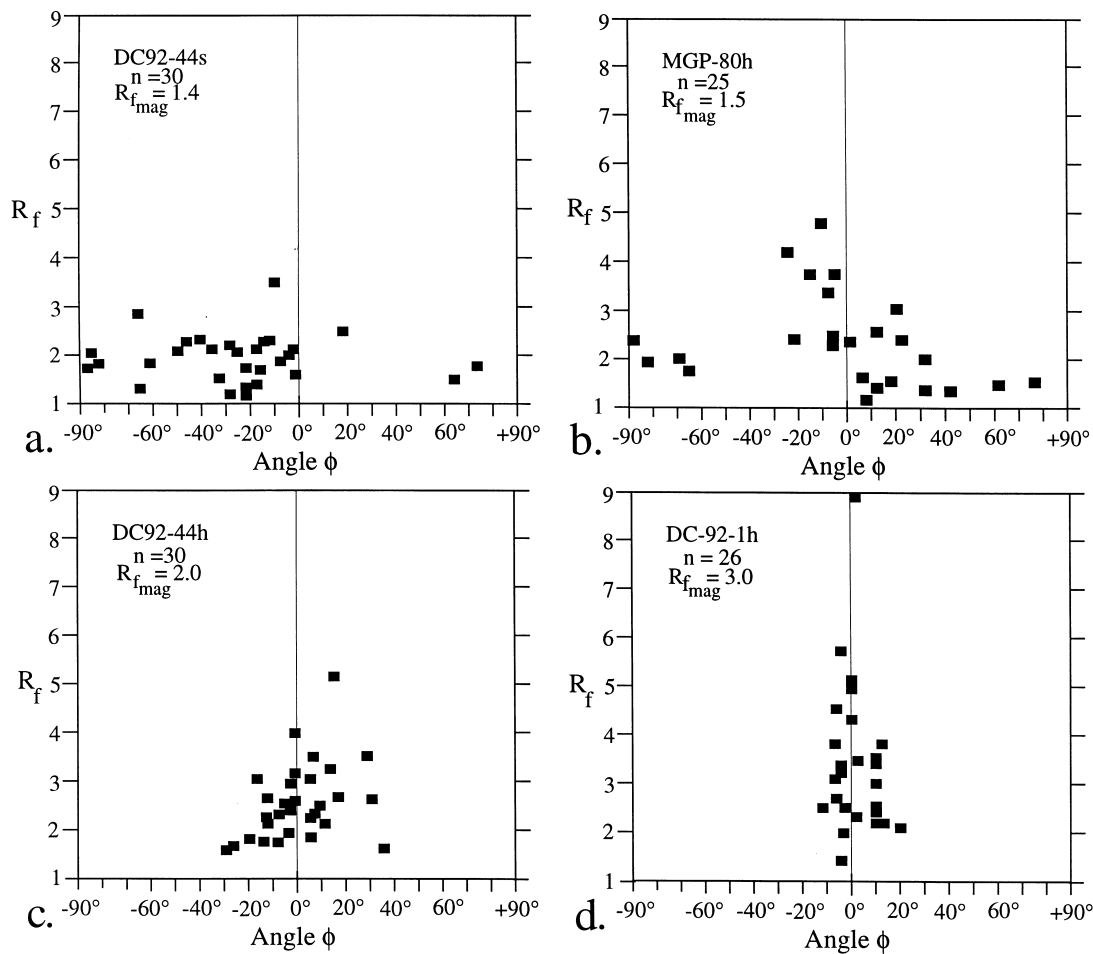 9
8
7
6
5
4
3
2
1
R f
DC92-44s
n =30
Rfmag = 1.4
-90° -60° -40° -20° 0 20° 40° 60° +90°
a.
Angle ϕ
9
8
7
6
5
4
3
2
1
Rf
MGP-80h
n =25
Rfmag = 1.5
-90° -60° -40° -20° 0° 20° 40° 60° +90°
b.
Angle ϕ
9
8
7
6
5
4
3
2
1
Rf
DC92-44h
n =30
Rfmag = 2.0
-90° -60° -40° -20° 0° 20° 40° 60° +90°
c.
Angle ϕ
9
8
7
6
5
4
3
2
1
Rf
DC-92-1h
n = 26
Rfmag = 3.0
-90° -60° -40° -20° 0° 20° 40° 60° +90°
d.
Angle ϕ